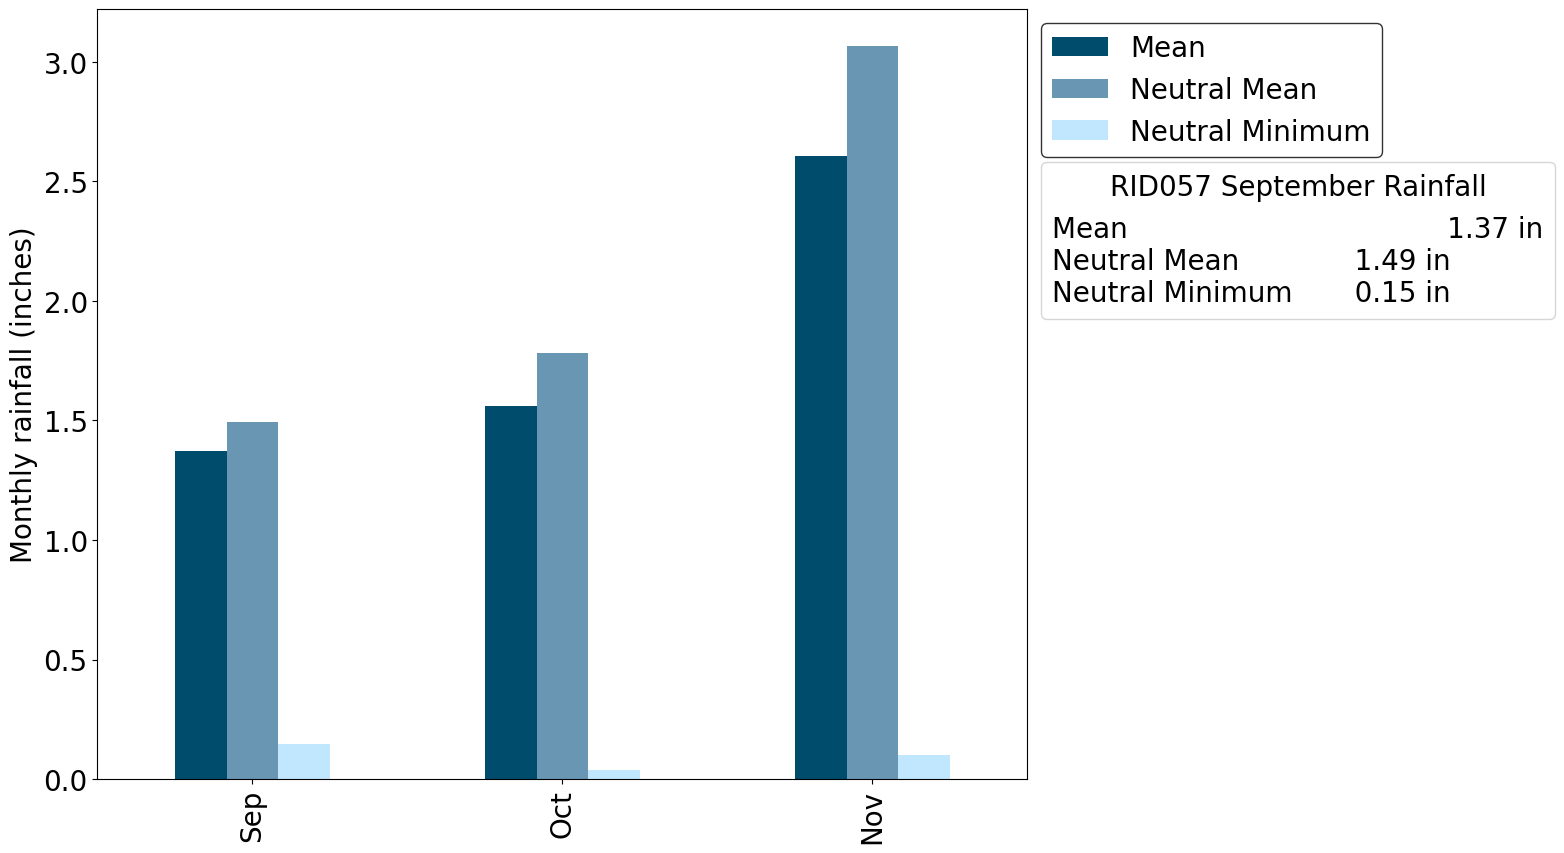 Monthly rainfall (inches)
3.0
2.5
2.0
1.5
1.0
0.5
0.0
Sep
Oct
Nov
Mean
Neutral Mean
Neutral Minimum
RID057 September Rainfall
Mean 1.37 in
Neutral Mean 1.49 in
Neutral Minimum 0.15 in